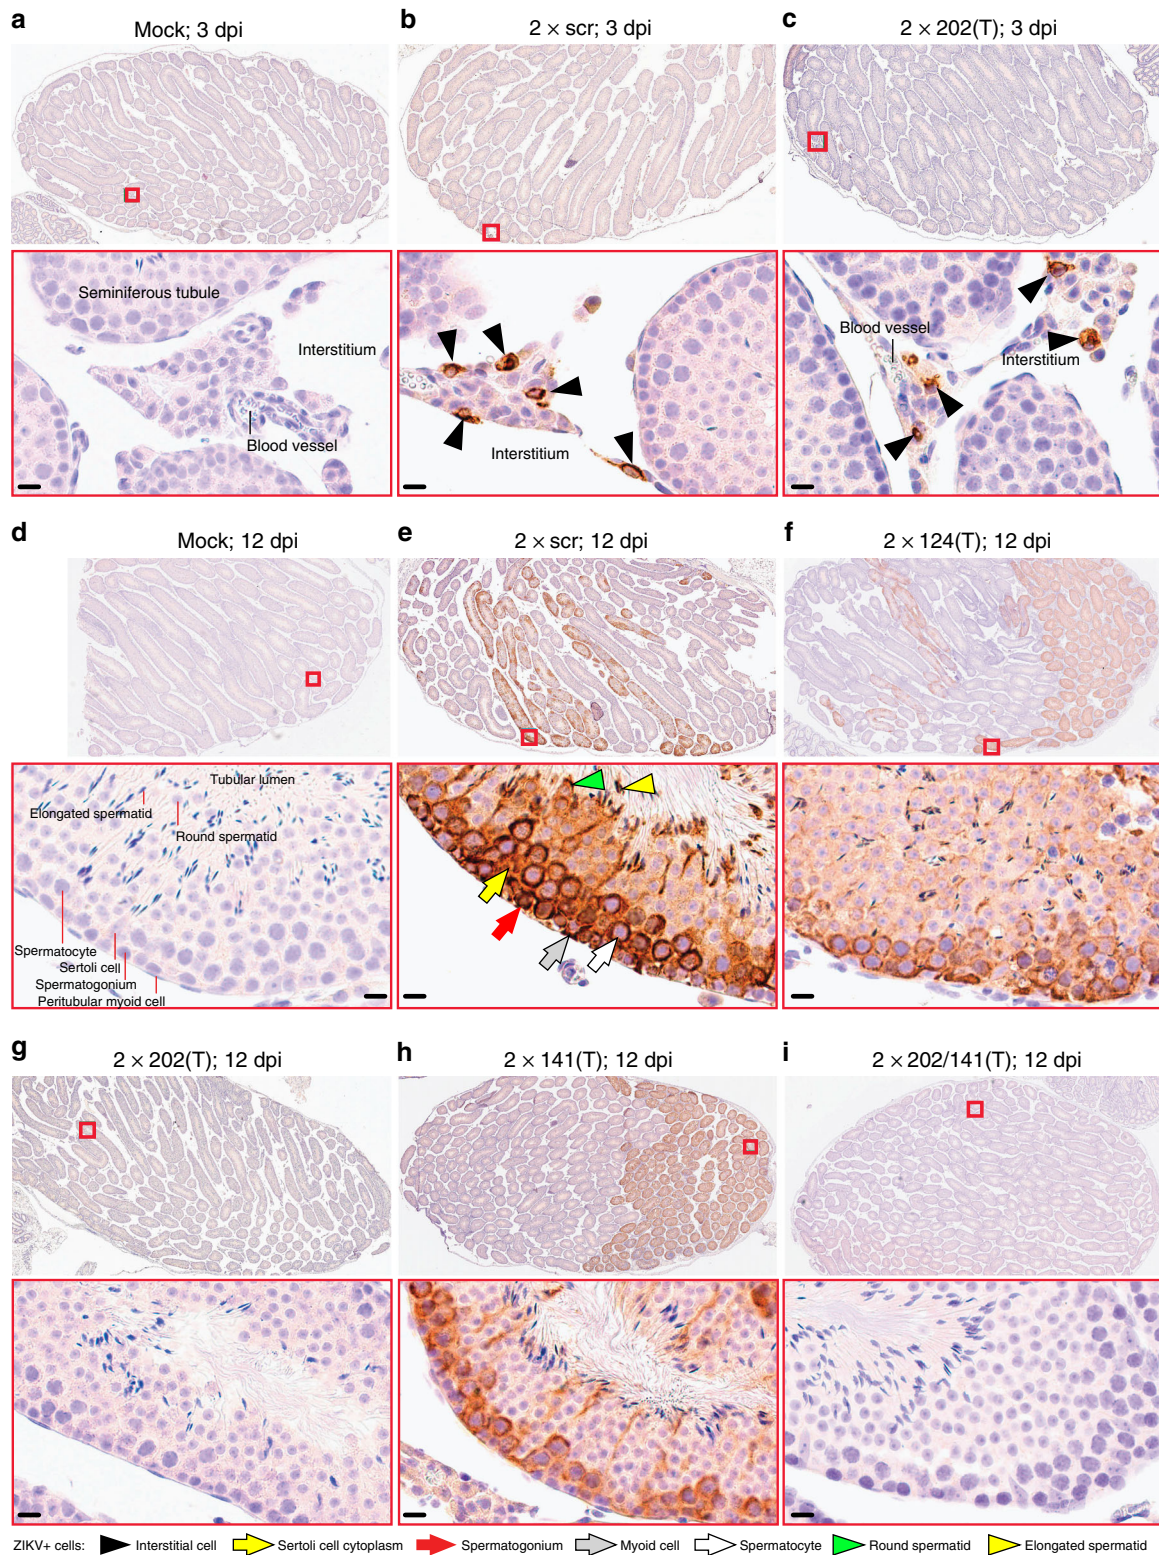 a
Mock; 3 dpi
b
2 × scr; 3 dpi
c
2 × 202(T); 3 dpi
Seminiferous tubule
Interstitium
Blood vessel
Interstitium
Blood vessel
Interstitium
d
Mock; 12 dpi
e
2 × scr; 12 dpi
f
2 × 124(T); 12 dpi
Tubular lumen
Elongated spermatid
Round spermatid
Spermatocyte
Sertoli cell
Spermatogonium
Peritubular myoid cell
g
2 × 202(T); 12 dpi
h
2 × 141(T); 12 dpi
i
2 × 202/141(T); 12 dpi
ZIKV+ cells: Interstitial cell Sertoli cell cytoplasm Spermatogonium Myoid cell Spermatocyte Round spermatid Elongated spermatid